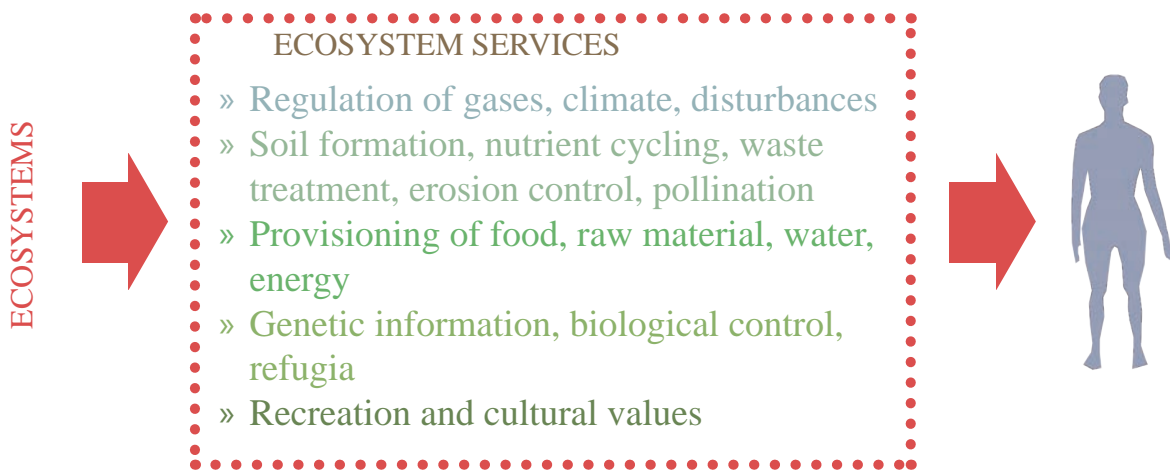 ECOSYSTEM SERVICES
ECOSYSTEMS
» Regulation of gases, climate, disturbances
» Soil formation, nutrient cycling, waste
treatment, erosion control, pollination
» Provisioning of food, raw material, water,
energy
» Genetic information, biological control,
refugia
» Recreation and cultural values